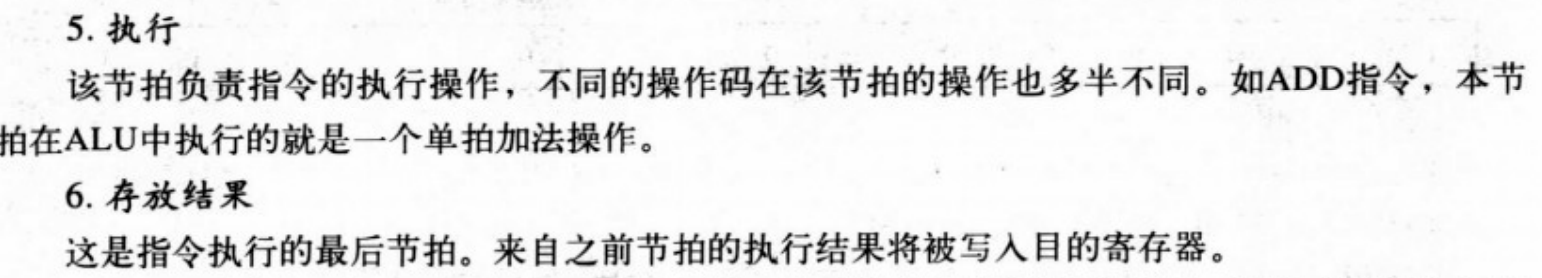 5. 执行
该节拍负责指令的执行操作，不同的操作码在该节拍的操作也多半不同。如ADD指令，本节
拍在ALU中执行的就是一个单拍加法操作。
6. 存放结果
这是指令执行的最后节拍。来自之前节拍的执行结果将被写入目的寄存器。